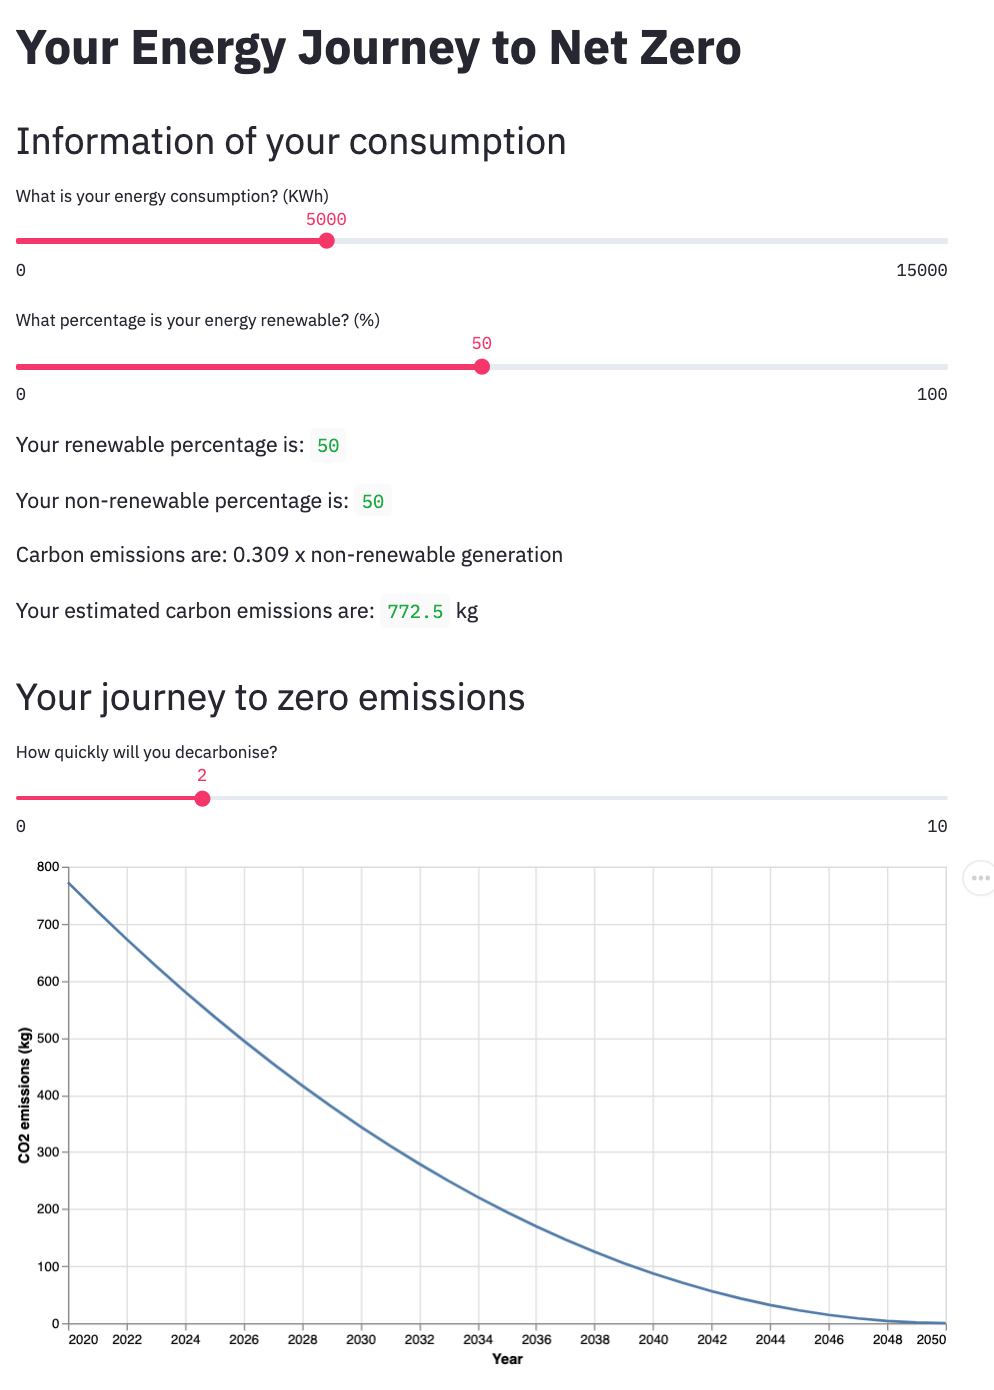 Your Energy Journey to Net Zero
Information of your consumption
What is your energy consumption? (KWh)
5000
0 15000
What percentage is your energy renewable? (%)
50
0 100
Your renewable percentage is: 50
Your non-renewable percentage is: 50
Carbon emissions are: 0.309 x non-renewable generation
Your estimated carbon emissions are: 772.5 kg
Your journey to zero emissions
How quickly will you decarbonise?
2
0 10
800
700
600
500
400
300
200
100
0
CO2 emissions (kg)
2020 2022 2024 2026 2028 2030 2032 2034 2036 2038 2040 2042 2044 2046 2048 2050
Year